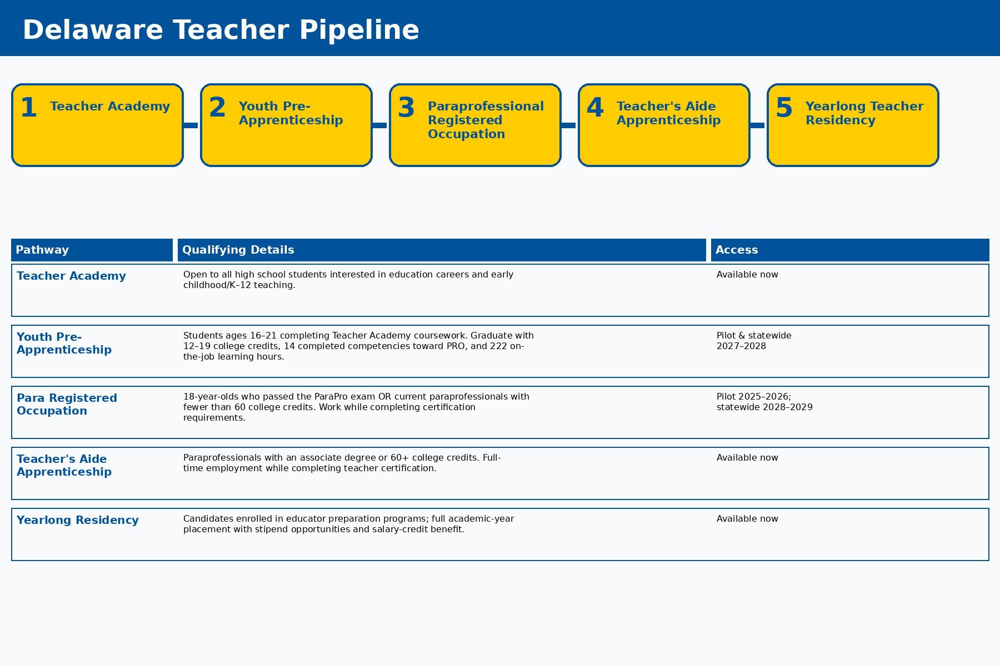 Delaware Teacher Pipeline
1 Teacher Academy
2 Youth Pre-
Apprenticeship
3 Paraprofessional
Registered
Occupation
4 Teacher's Aide
Apprenticeship
5 Yearlong Teacher
Residency
Pathway Qualifying Details Access
Teacher Academy
Open to all high school students interested in education careers and early
childhood/K–12 teaching.
Available now
Youth Pre-
Apprenticeship
Students ages 16–21 completing Teacher Academy coursework. Graduate with
12–19 college credits, 14 completed competencies toward PRO, and 222 on-
the-job learning hours.
Pilot & statewide
2027–2028
Para Registered
Occupation
18-year-olds who passed the ParaPro exam OR current paraprofessionals with
fewer than 60 college credits. Work while completing certification
requirements.
Pilot 2025–2026;
statewide 2028–2029
Teacher's Aide
Apprenticeship
Paraprofessionals with an associate degree or 60+ college credits. Full-
time employment while completing teacher certification.
Available now
Yearlong Residency
Candidates enrolled in educator preparation programs; full academic-year
placement with stipend opportunities and salary-credit benefit.
Available now